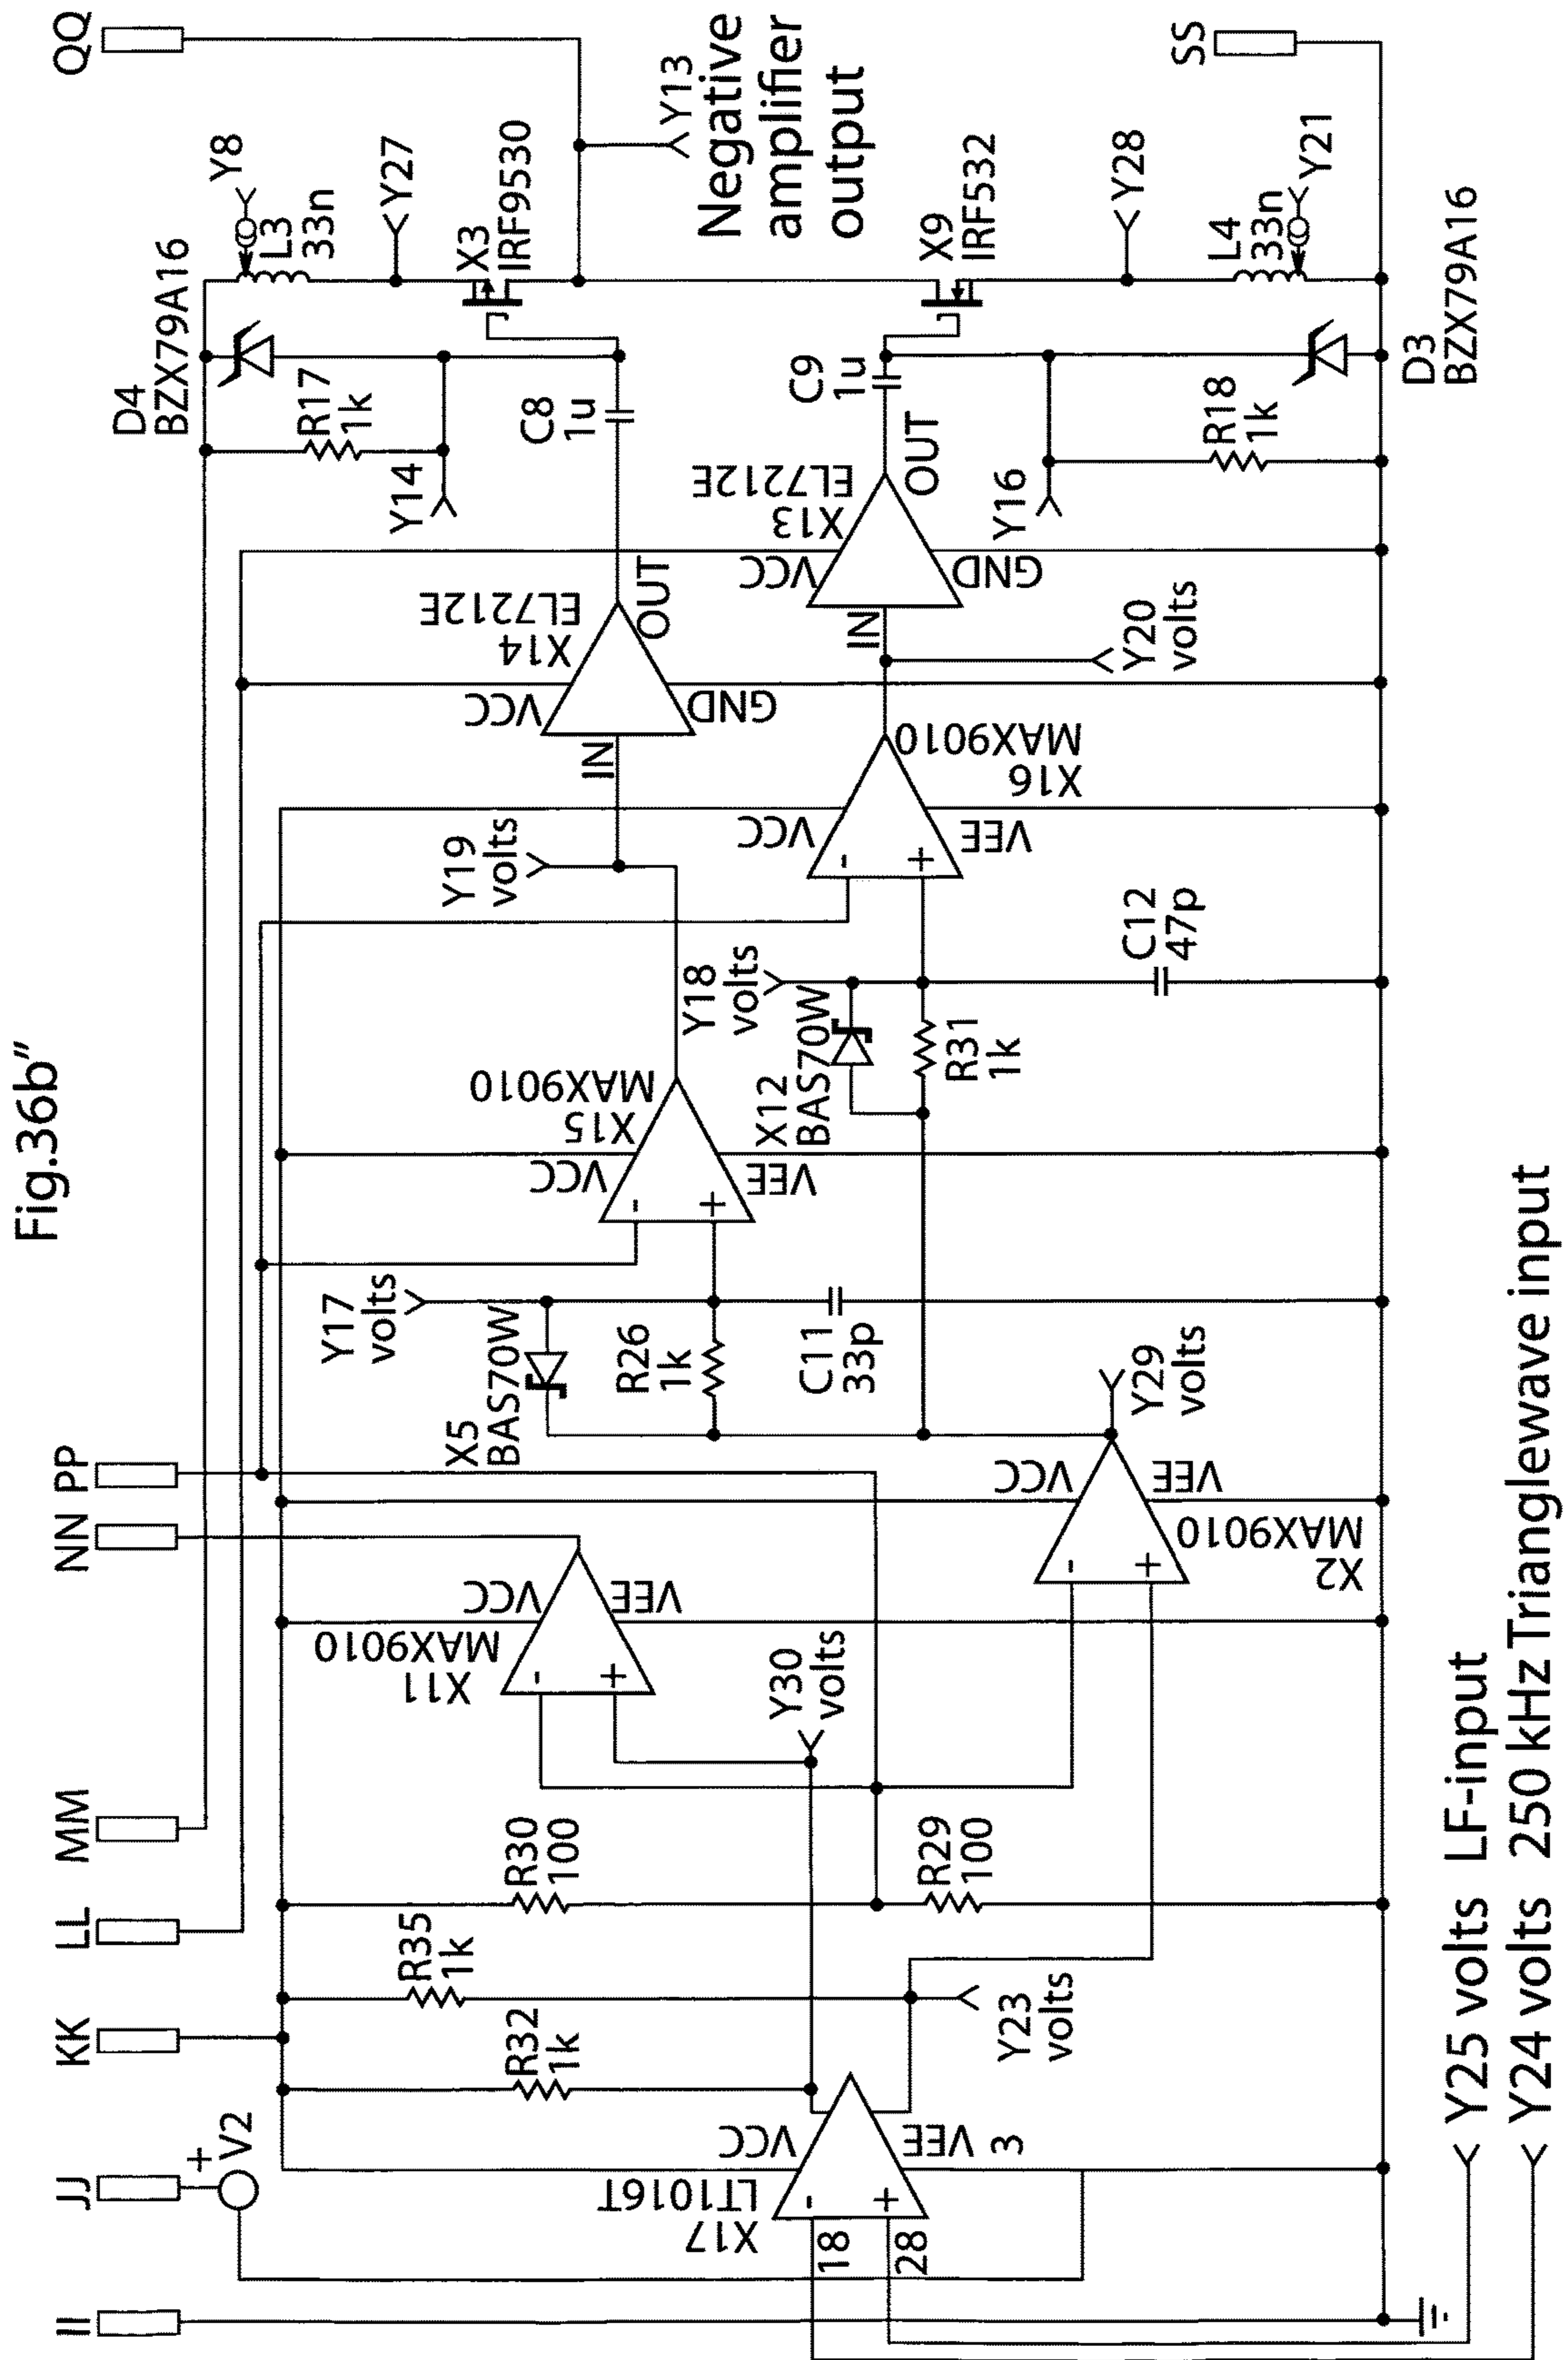 Fig.36b”
II
JJ
KK
LL
MM
NN
PP
QQ
+
V2
R32
1k
R35
1k
R30
100
R29
100
X17
LT1016T
VCC
VEE
3
-
+
18
28
Y23
volts
Y30
volts
X11
MAX9010
VCC
VEE
-
+
X2
MAX9010
VCC
VEE
-
+
Y29
volts
X5
BAS70W
Y17
volts
R26
1k
C11
33p
X15
MAX9010
VCC
VEE
-
+
X12
BAS70W
Y18
volts
R31
1k
C12
47p
Y19
volts
X16
MAX9010
VCC
VEE
-
+
Y20
volts
X14
EL7212E
VCC
GND
IN
OUT
X13
EL7212E
VCC
GND
IN
OUT
D4
BZX79A16
R17
1k
Y14
C8
1u
C9
1u
Y16
R18
1k
D3
BZX79A16
Y8
L3
33n
Y27
X3
IRF9530
Y13
Negative
amplifier
output
X9
IRF532
Y28
L4
33n
Y21
SS
Y25 volts LF-input
Y24 volts 250 kHz Trianglewave input